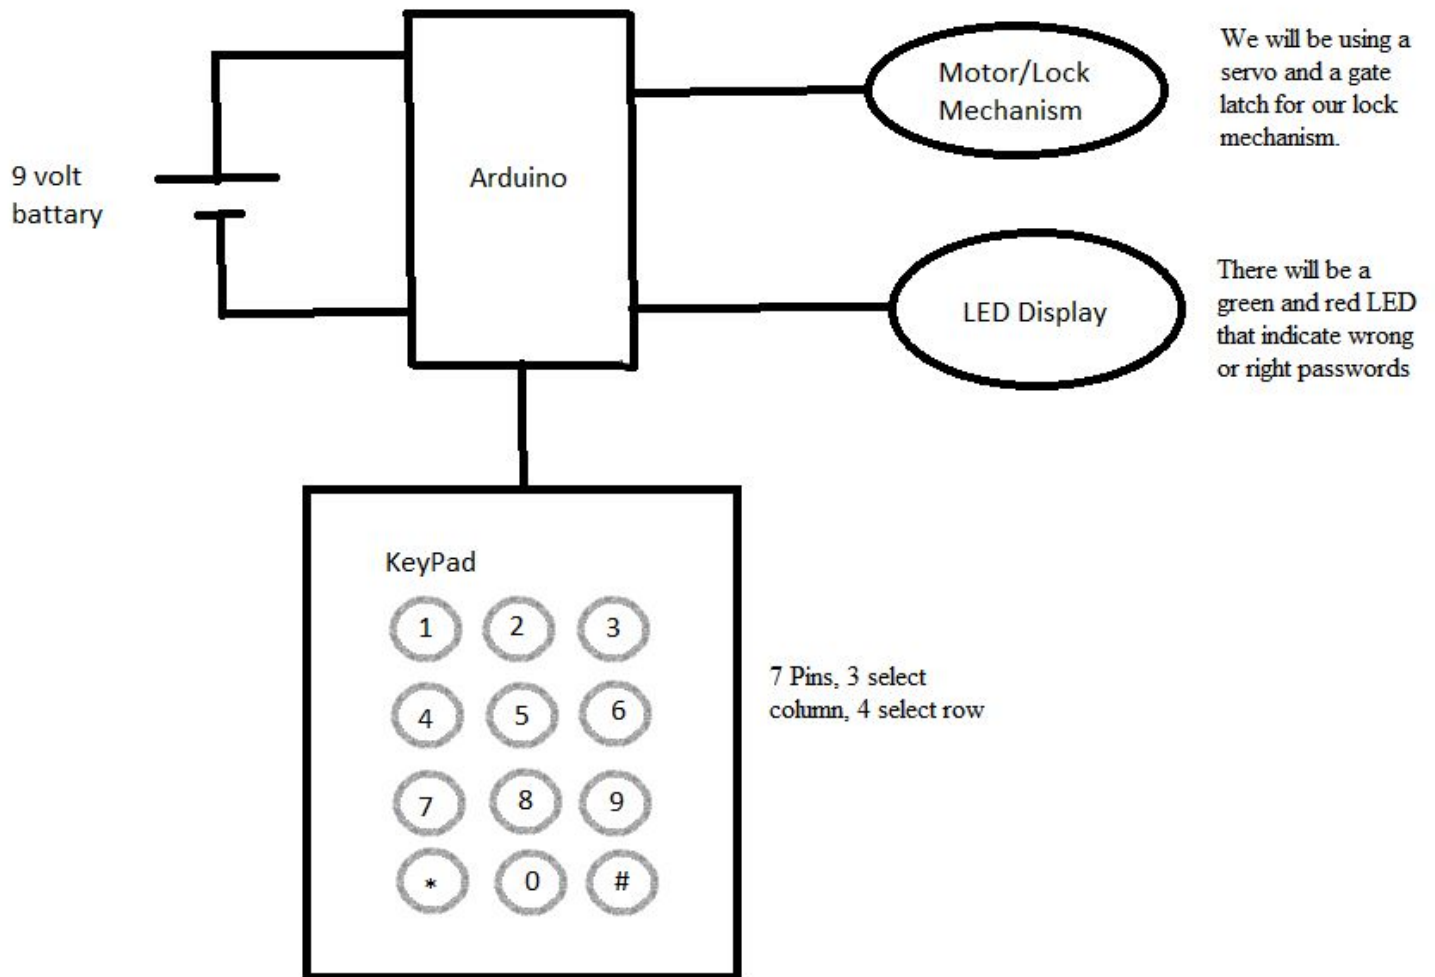 We will be using a
servo and a gate
latch for our lock
mechanism.
Motor/Lock
Mechanism
Arduino
9 volt
battary
There will be a
green and red LED
that indicate wrong
or right passwords
LED Display
KeyPad
1 2 3
4 5 6
7 8 9
* 0 #
7 Pins, 3 select
column, 4 select row